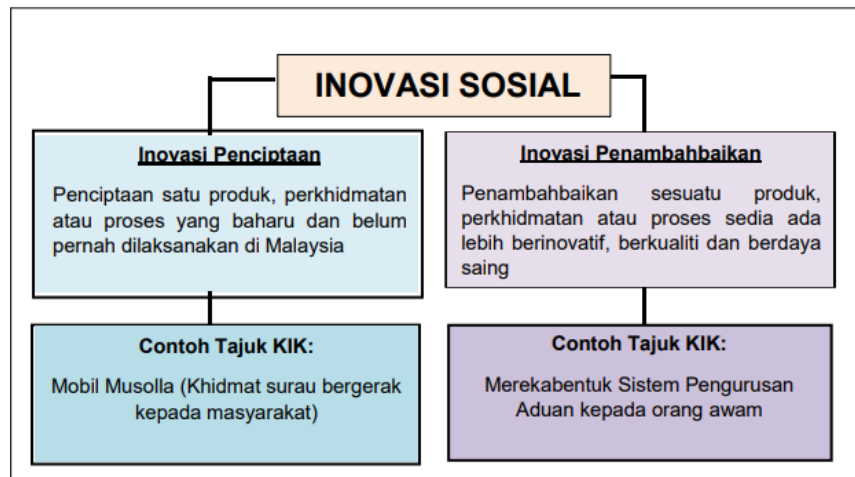 INOVASI SOSIAL
Inovasi Penciptaan
Penciptaan satu produk, perkhidmatan
atau proses yang baharu dan belum
pernah dilaksanakan di Malaysia
Inovasi Penambahbaikan
Penambahbaikan sesuatu produk,
perkhidmatan atau proses sedia ada
lebih berinovatif, berkualiti dan berdaya
saing
Contoh Tajuk KIK:
Mobil Musolla (Khidmat surau bergerak
kepada masyarakat)
Contoh Tajuk KIK:
Merekabentuk Sistem Pengurusan
Aduan kepada orang awam